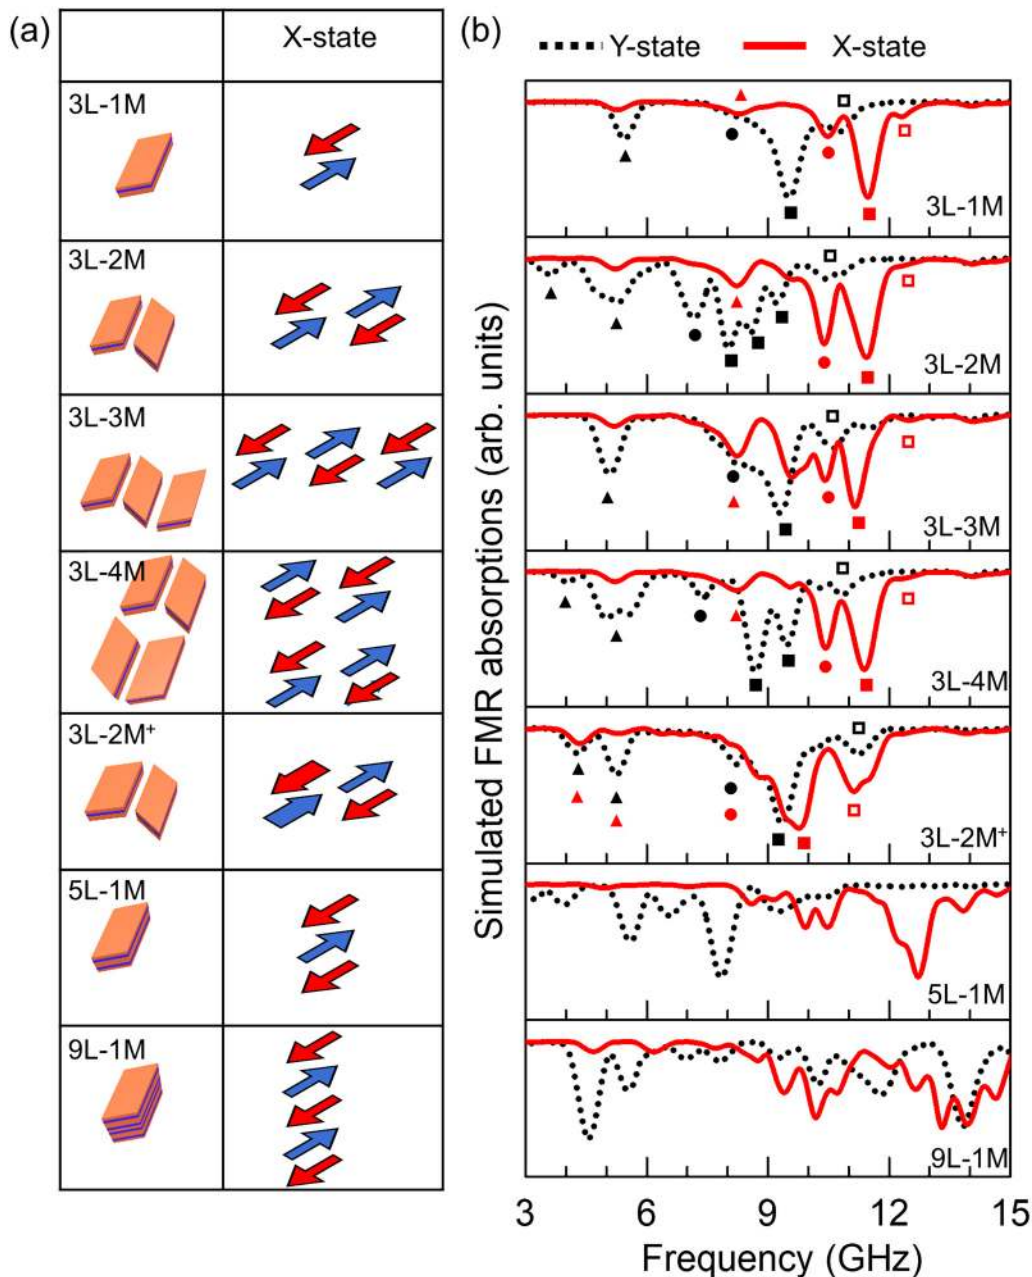 (a)
X-state
3L-1M
3L-2M
3L-3M
3L-4M
3L-2M⁺
5L-1M
9L-1M
(b)
Y-state X-state
Simulated FMR absorptions (arb. units)
3L-1M
3L-2M
3L-3M
3L-4M
3L-2M⁺
5L-1M
9L-1M
3 6 9 12 15
Frequency (GHz)